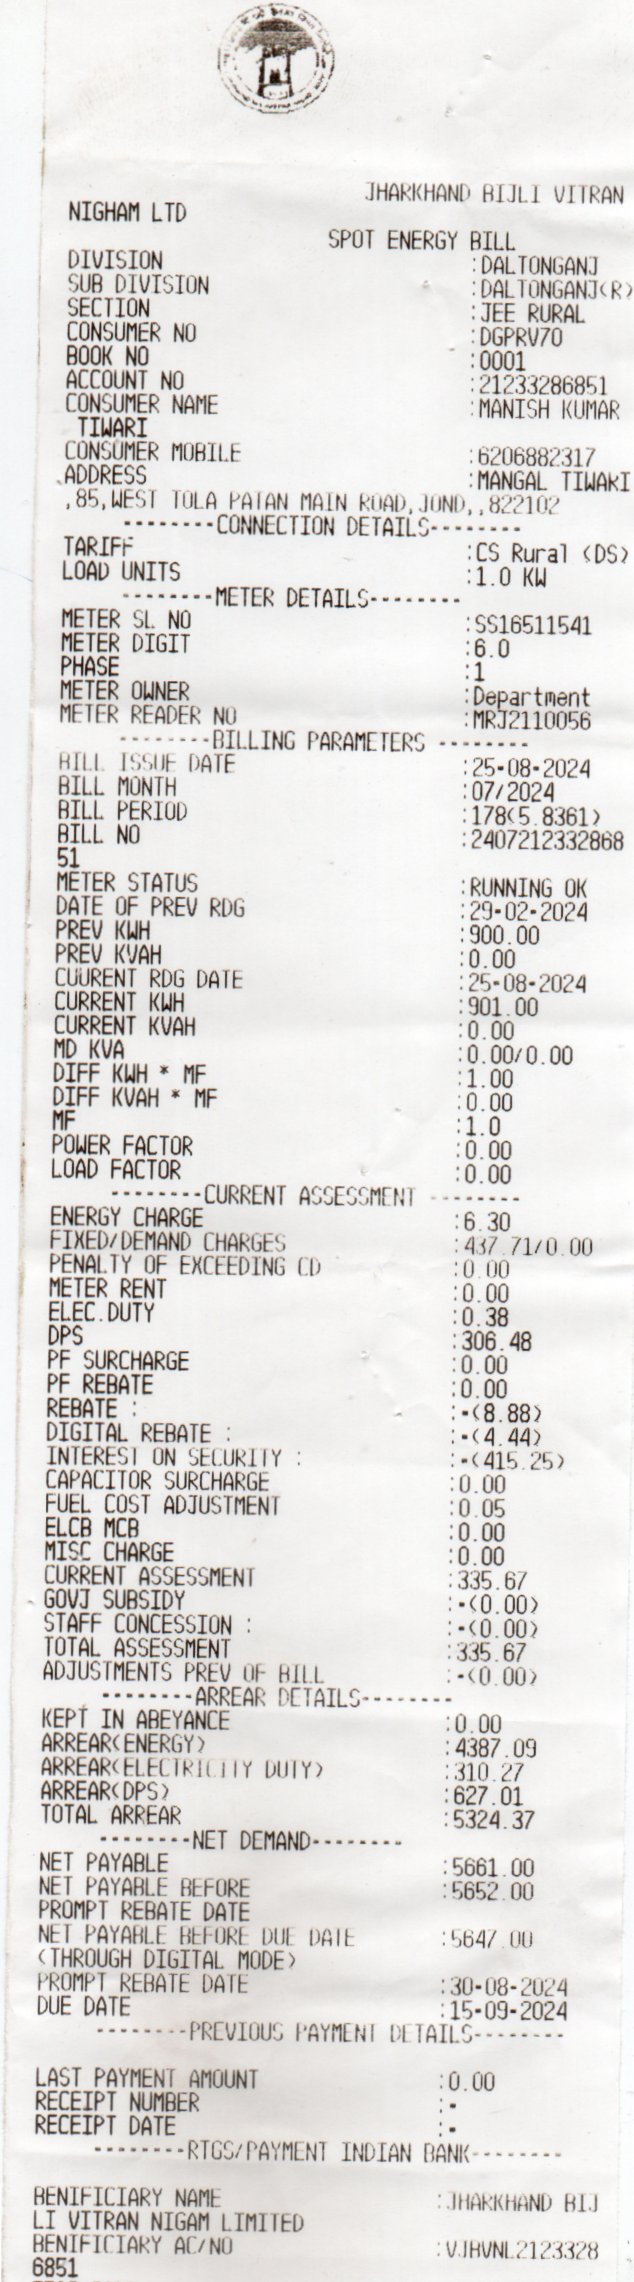 JHARKHAND BIJLI VITRAN
NIGHAM LTD
SPOT ENERGY BILL
DIVISION :DALTONGANJ
SUB DIVISION :DALTONGANJ(R)
SECTION :JEE RURAL
CONSUMER NO :DGPRV70
BOOK NO :0001
ACCOUNT NO :21233286851
CONSUMER NAME :MANISH KUMAR
TIWARI
CONSUMER MOBILE :6206882317
ADDRESS :MANGAL TIWARI
,85,WEST TOLA PATAN MAIN ROAD,JOND,,822102
--------CONNECTION DETAILS--------
TARIFF :CS Rural (DS)
LOAD UNITS :1.0 KW
--------METER DETAILS--------
METER SL NO :SS16511541
METER DIGIT :6.0
PHASE :1
METER OWNER :Department
METER READER NO :MRJ2110056
--------BILLING PARAMETERS --------
BILL ISSUE DATE :25-08-2024
BILL MONTH :07/2024
BILL PERIOD :178(5.8361)
BILL NO :2407212332868
51
METER STATUS :RUNNING OK
DATE OF PREV RDG :29-02-2024
PREV KWH :900.00
PREV KVAH :0.00
CUURENT RDG DATE :25-08-2024
CURRENT KWH :901.00
CURRENT KVAH :0.00
MD KVA :0.00/0.00
DIFF KWH * MF :1.00
DIFF KVAH * MF :0.00
MF :1.0
POWER FACTOR :0.00
LOAD FACTOR :0.00
--------CURRENT ASSESSMENT --------
ENERGY CHARGE :6.30
FIXED/DEMAND CHARGES :437.71/0.00
PENALTY OF EXCEEDING CD :0.00
METER RENT :0.00
ELEC.DUTY :0.38
DPS :306.48
PF SURCHARGE :0.00
PF REBATE :0.00
REBATE : :-(8.88)
DIGITAL REBATE : :-(4.44)
INTEREST ON SECURITY : :-(415.25)
CAPACITOR SURCHARGE :0.00
FUEL COST ADJUSTMENT :0.05
ELCB MCB :0.00
MISC CHARGE :0.00
CURRENT ASSESSMENT :335.67
GOVJ SUBSIDY :-(0.00)
STAFF CONCESSION : :-(0.00)
TOTAL ASSESSMENT :335.67
ADJUSTMENTS PREV OF BILL :-(0.00)
--------ARREAR DETAILS--------
KEPT IN ABEYANCE :0.00
ARREAR(ENERGY) :4387.09
ARREAR(ELECTRICITY DUTY) :310.27
ARREAR(DPS) :627.01
TOTAL ARREAR :5324.37
--------NET DEMAND--------
NET PAYABLE :5661.00
NET PAYABLE BEFORE :5652.00
PROMPT REBATE DATE
NET PAYABLE BEFORE DUE DATE :5647.00
(THROUGH DIGITAL MODE)
PROMPT REBATE DATE :30-08-2024
DUE DATE :15-09-2024
--------PREVIOUS PAYMENT DETAILS--------
LAST PAYMENT AMOUNT :0.00
RECEIPT NUMBER :-
RECEIPT DATE :-
--------RTGS/PAYMENT INDIAN BANK--------
BENIFICIARY NAME :JHARKHAND BIJ
LI VITRAN NIGAM LIMITED
BENIFICIARY AC/NO :VJBVNL2123328
6851